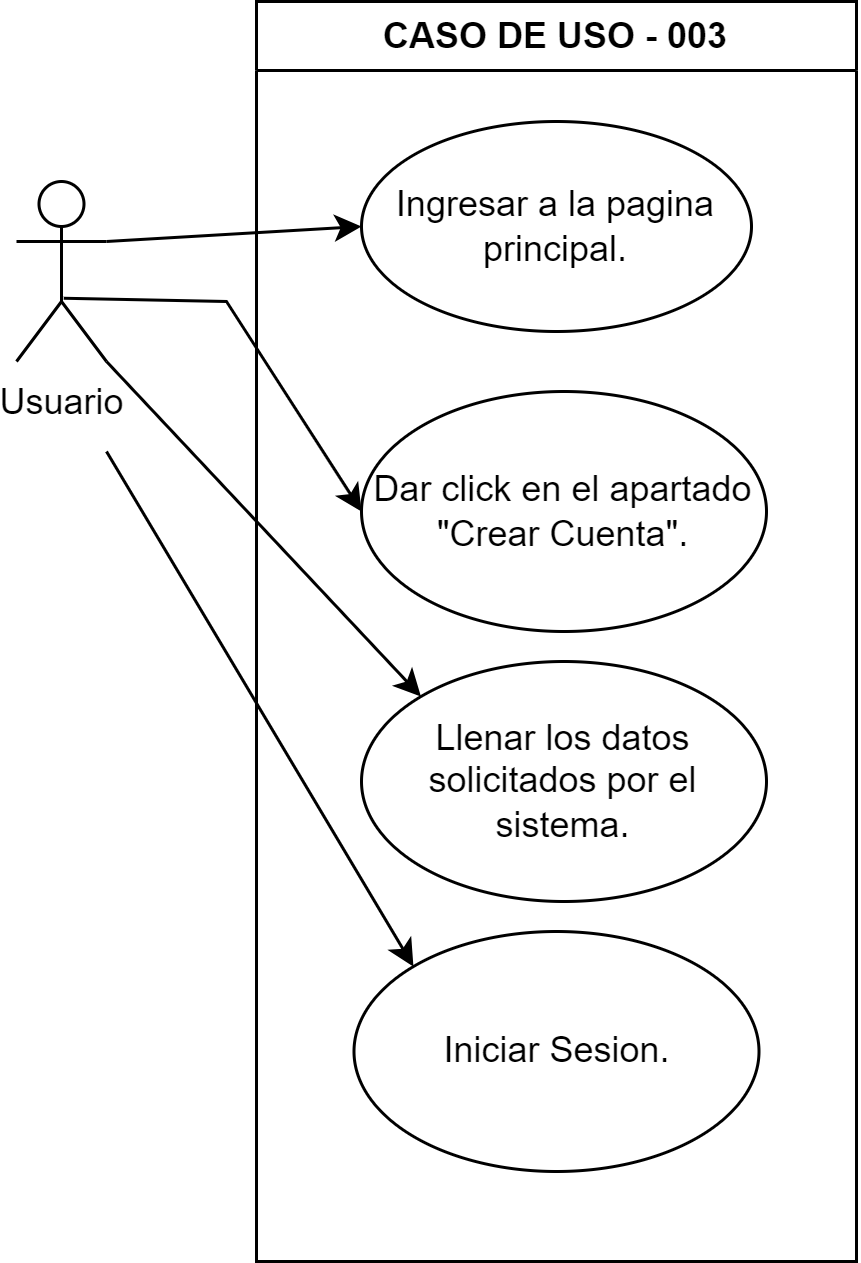 CASO DE USO - 003
Ingresar a la pagina
principal.
Usuario
Dar click en el apartado
"Crear Cuenta".
Llenar los datos
solicitados por el
sistema.
Iniciar Sesion.